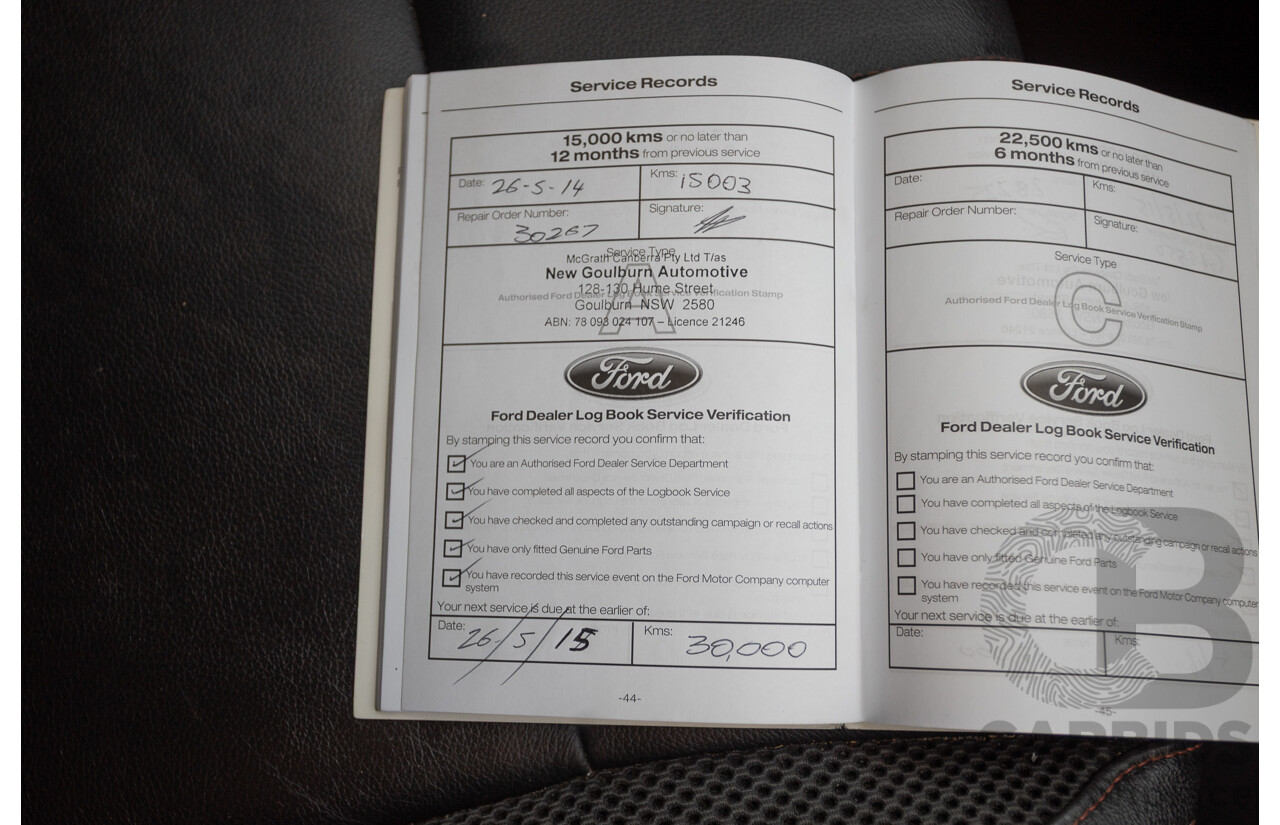 Service Records
15,000 kms or no later than
12 months from previous service
Date: 26-5-14
Kms: 15003
Repair Order Number: 30267
Signature:
Service Type
McGrath Canberra Pty Ltd T/as
New Goulburn Automotive
128-130 Hume Street
Authorised Ford Dealer Log Book Service Verification Stamp
A
Goulburn NSW 2580
ABN: 78 093 024 107 – Licence 21246
Ford
Ford Dealer Log Book Service Verification
By stamping this service record you confirm that:
You are an Authorised Ford Dealer Service Department
You have completed all aspects of the Logbook Service
You have checked and completed any outstanding campaign or recall actions
You have only fitted Genuine Ford Parts
You have recorded this service event on the Ford Motor Company computer
system
Your next service is due at the earlier of:
Date: 26/5/15
Kms: 30,000
-44-
Service Records
22,500 kms or no later than
6 months from previous service
Date:
Kms:
Repair Order Number:
Signature:
Service Type
C
Authorised Ford Dealer Log Book Service Verification Stamp
Ford
Ford Dealer Log Book Service Verification
By stamping this service record you confirm that:
You are an Authorised Ford Dealer Service Department
You have completed all aspects of the Logbook Service
You have checked and completed any outstanding campaign or recall actions
You have only fitted Genuine Ford Parts
You have recorded this service event on the Ford Motor Company computer
system
Your next service is due at the earlier of:
Date:
Kms:
-45-
CB
CARBIDS